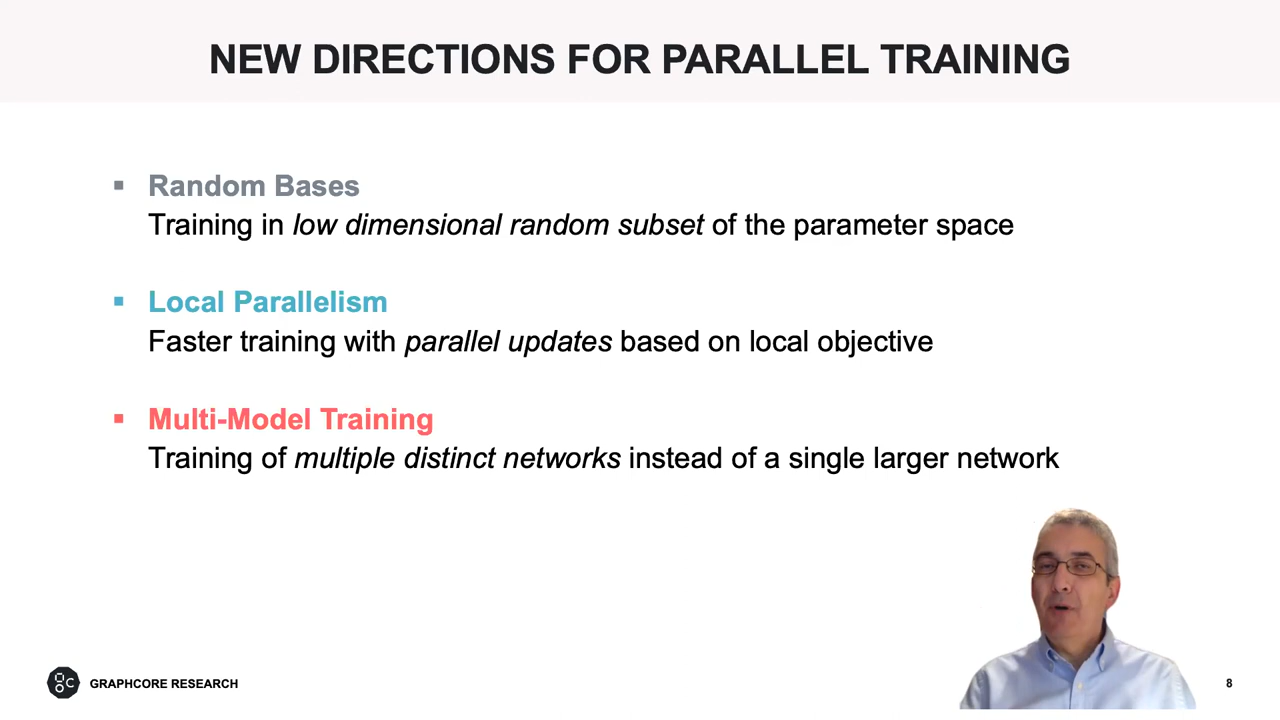 NEW DIRECTIONS FOR PARALLEL TRAINING
▪ Random Bases
Training in low dimensional random subset of the parameter space
▪ Local Parallelism
Faster training with parallel updates based on local objective
▪ Multi-Model Training
Training of multiple distinct networks instead of a single larger network
GRAPHCORE RESEARCH
8